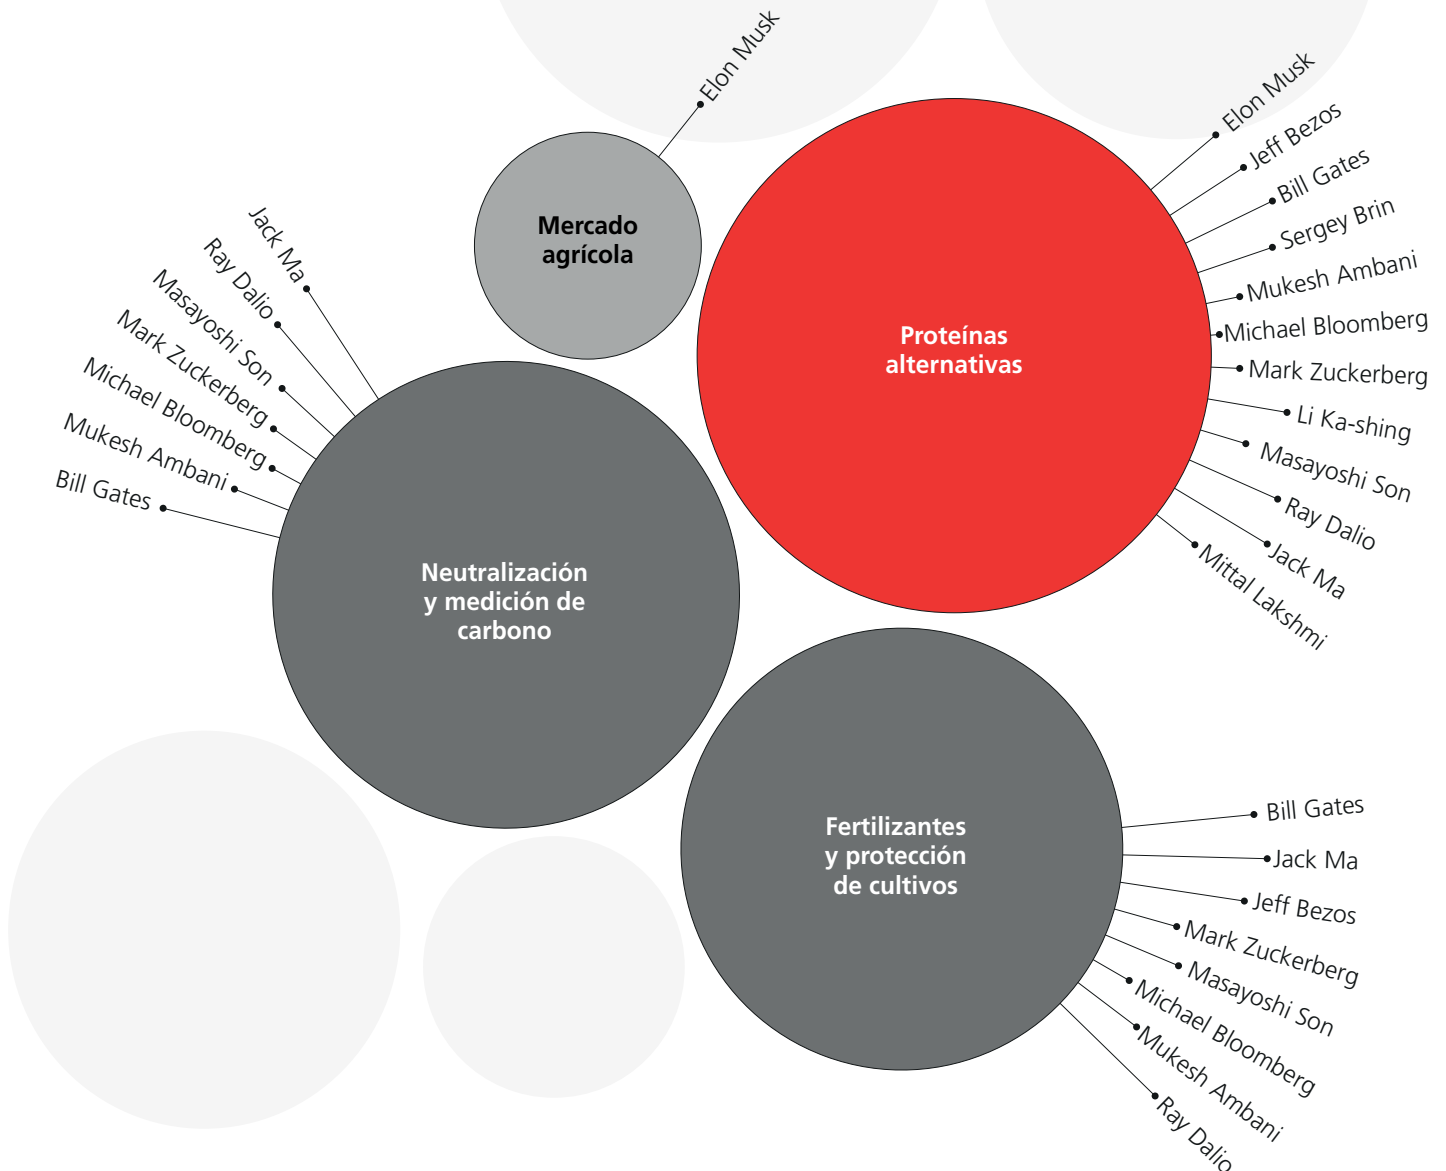 Elon Musk
Mercado
agrícola
Proteínas
alternativas
Elon Musk
Jeff Bezos
Bill Gates
Sergey Brin
Mukesh Ambani
Michael Bloomberg
Mark Zuckerberg
Li Ka-shing
Masayoshi Son
Ray Dalio
Jack Ma
Mittal Lakshmi
Jack Ma
Ray Dalio
Masayoshi Son
Mark Zuckerberg
Michael Bloomberg
Mukesh Ambani
Bill Gates
Neutralización
y medición de
carbono
Fertilizantes
y protección
de cultivos
Bill Gates
Jack Ma
Jeff Bezos
Mark Zuckerberg
Masayoshi Son
Michael Bloomberg
Mukesh Ambani
Ray Dalio